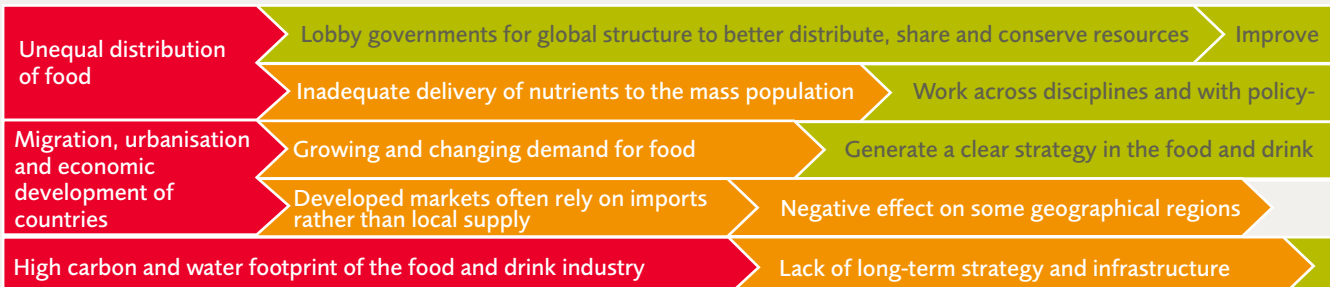 Unequal distribution
of food
Lobby governments for global structure to better distribute, share and conserve resources
Improve
Inadequate delivery of nutrients to the mass population
Work across disciplines and with policy-
Migration, urbanisation
and economic
development of
countries
Growing and changing demand for food
Generate a clear strategy in the food and drink
Developed markets often rely on imports
rather than local supply
Negative effect on some geographical regions
High carbon and water footprint of the food and drink industry
Lack of long-term strategy and infrastructure